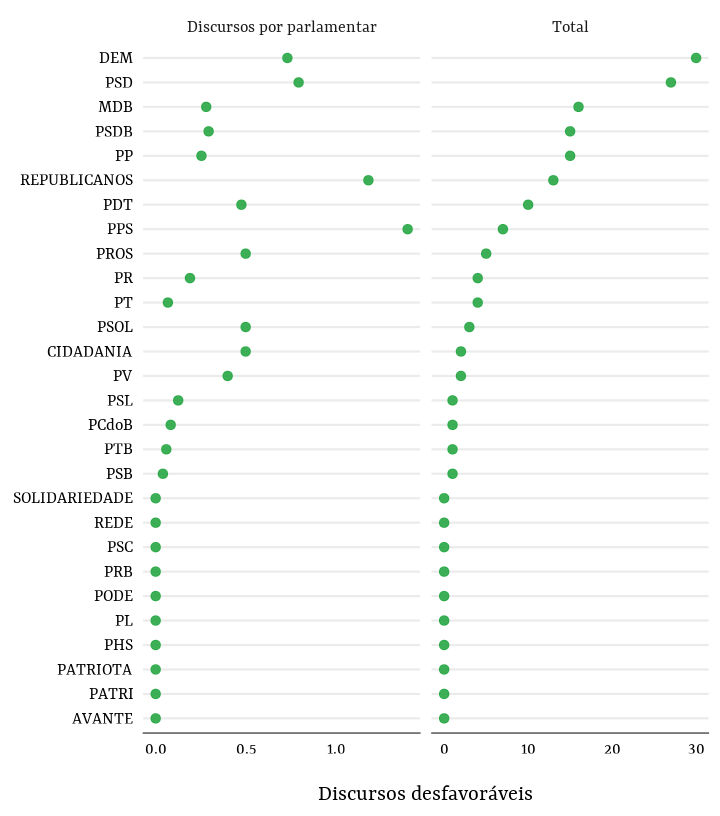 Discursos por parlamentar
Total
DEM
PSD
MDB
PSDB
PP
REPUBLICANOS
PDT
PPS
PROS
PR
PT
PSOL
CIDADANIA
PV
PSL
PCdoB
PTB
PSB
SOLIDARIEDADE
REDE
PSC
PRB
PODE
PL
PHS
PATRIOTA
PATRI
AVANTE
0.0 0.5 1.0
0 10 20 30
Discursos desfavoráveis